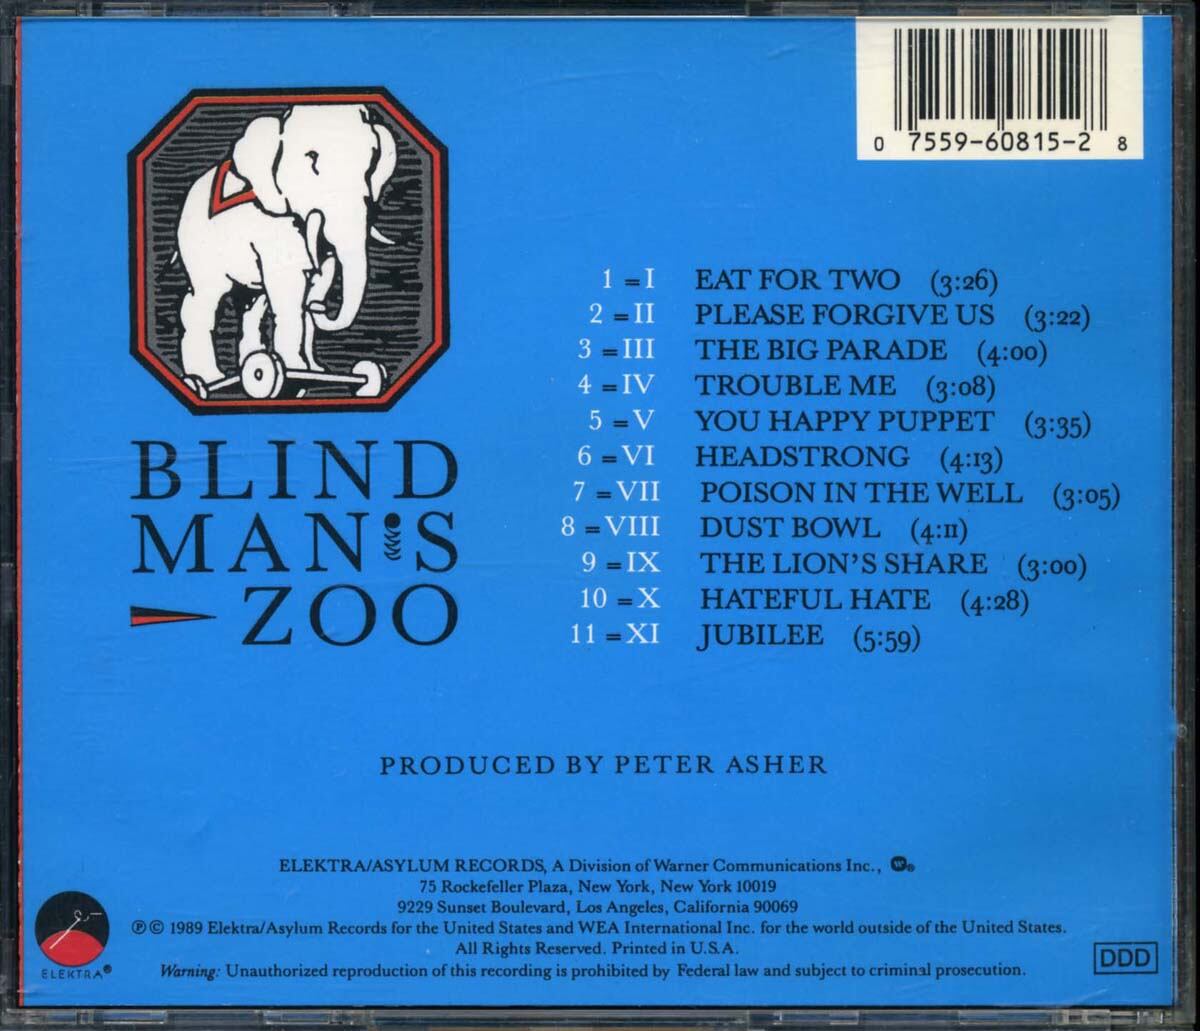 0 7559-60815-2 8
BLIND
MAN'S
ZOO
1 = I EAT FOR TWO (3:26)
2 = II PLEASE FORGIVE US (3:22)
3 = III THE BIG PARADE (4:00)
4 = IV TROUBLE ME (3:08)
5 = V YOU HAPPY PUPPET (3:35)
6 = VI HEADSTRONG (4:13)
7 = VII POISON IN THE WELL (3:05)
8 = VIII DUST BOWL (4:11)
9 = IX THE LION'S SHARE (3:00)
10 = X HATEFUL HATE (4:28)
11 = XI JUBILEE (5:59)
PRODUCED BY PETER ASHER
ELEKTRA/ASYLUM RECORDS, A Division of Warner Communications Inc., W®
75 Rockefeller Plaza, New York, New York 10019
9229 Sunset Boulevard, Los Angeles, California 90069
℗© 1989 Elektra/Asylum Records for the United States and WEA International Inc. for the world outside of the United States.
All Rights Reserved. Printed in U.S.A.
Warning: Unauthorized reproduction of this recording is prohibited by Federal law and subject to criminal prosecution.
ELEKTRA®
DDD